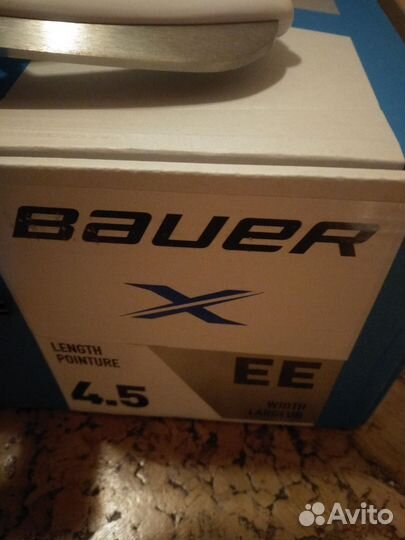 BAUER
X
LENGTH
POINTURE
4.5
EE
WIDTH
LARGEUR
Avito